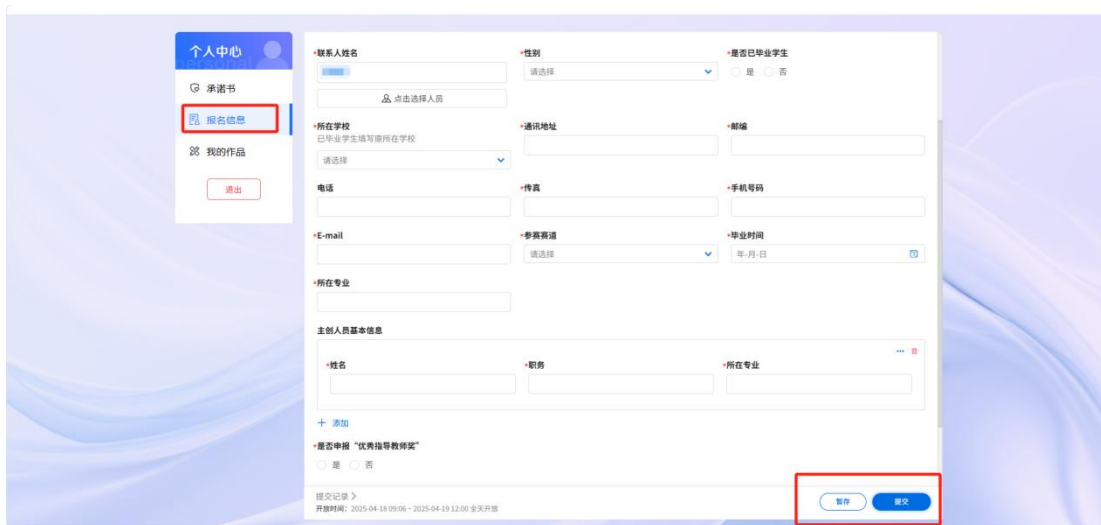 个人中心
personal
承诺书
报名信息
我的作品
退出
*联系人姓名
*性别
*是否已毕业学生
请选择
是 否
点击选择人员
*所在学校
*通讯地址
*邮编
已毕业学生填写原所在学校
请选择
电话
*传真
*手机号码
*E-mail
*参赛赛道
*毕业时间
请选择
年-月-日
*所在专业
主创人员基本信息
*姓名
*职务
*所在专业
+ 添加
*是否申报“优秀指导教师奖”
是 否
提交记录 >
开放时间：2025-04-18 09:06 ~ 2025-04-19 12:00 全天开放
暂存
提交